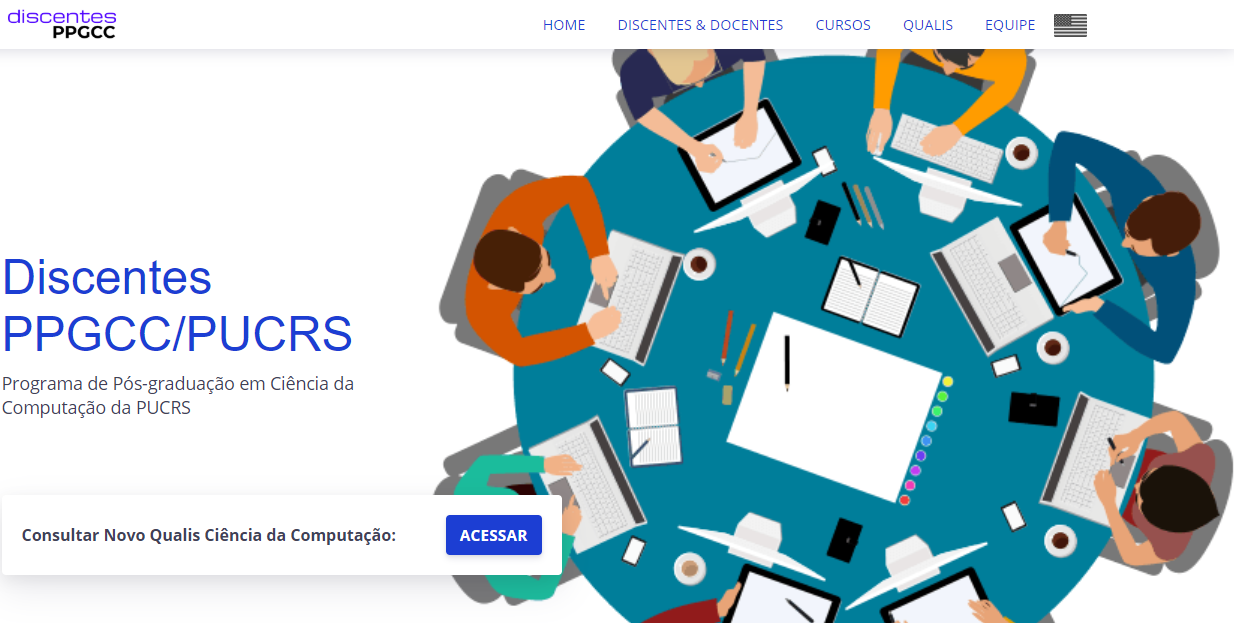 discentes
PPGCC
HOME
DISCENTES & DOCENTES
CURSOS
QUALIS
EQUIPE
Discentes
PPGCC/PUCRS
Programa de Pós-graduação em Ciência da
Computação da PUCRS
Consultar Novo Qualis Ciência da Computação:
ACESSAR